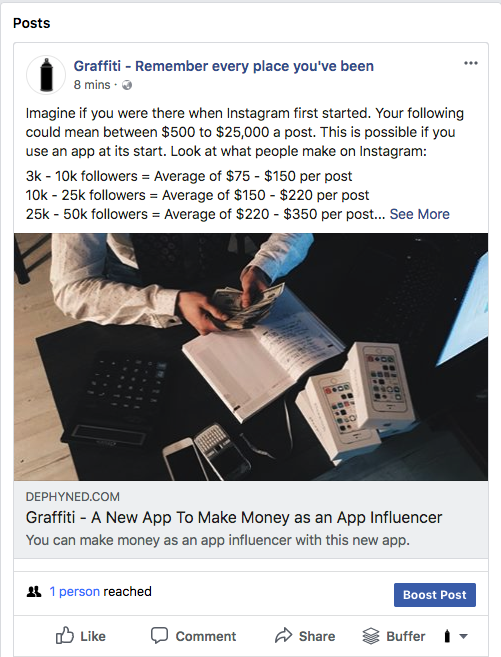 Posts
Graffiti - Remember every place you've been
8 mins ·
Imagine if you were there when Instagram first started. Your following
could mean between $500 to $25,000 a post. This is possible if you
use an app at its start. Look at what people make on Instagram:
3k - 10k followers = Average of $75 - $150 per post
10k - 25k followers = Average of $150 - $220 per post
25k - 50k followers = Average of $220 - $350 per post... See More
DEPHYNED.COM
Graffiti - A New App To Make Money as an App Influencer
You can make money as an app influencer with this new app.
1 person reached
Boost Post
Like Comment Share Buffer